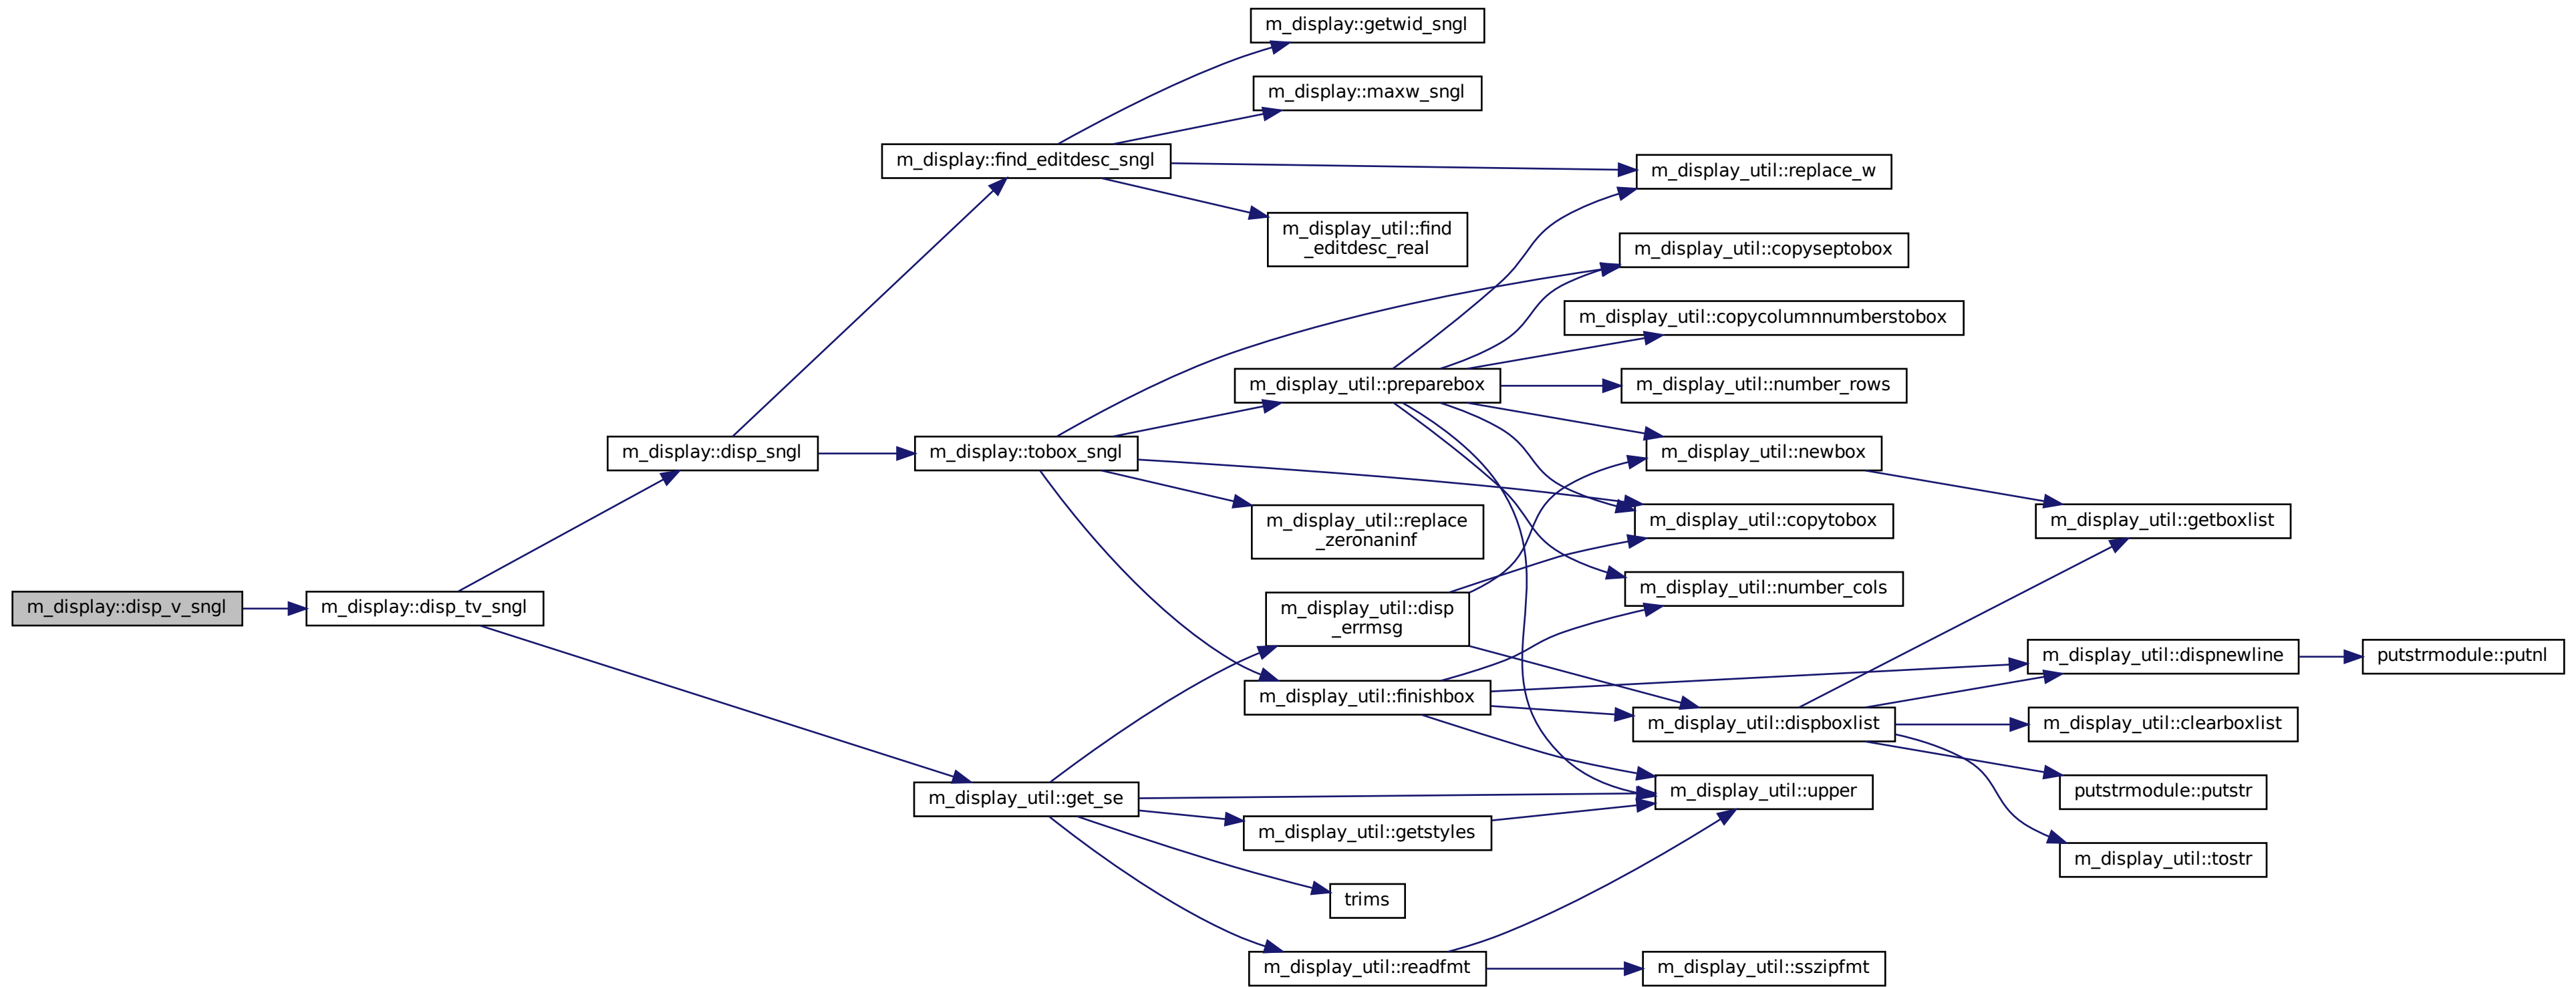 m_display::getwid_sngl
m_display::maxw_sngl
m_display::find_editdesc_sngl
m_display_util::replace_w
m_display_util::find
_editdesc_real
m_display_util::copyseptobox
m_display_util::copycolumnnumberstobox
m_display_util::preparebox
m_display_util::number_rows
m_display::disp_sngl
m_display::tobox_sngl
m_display_util::newbox
m_display_util::replace
_zeronaninf
m_display_util::copytobox
m_display_util::getboxlist
m_display_util::number_cols
m_display::disp_v_sngl
m_display::disp_tv_sngl
m_display_util::disp
_errmsg
m_display_util::dispnewline
putstrmodule::putnl
m_display_util::finishbox
m_display_util::dispboxlist
m_display_util::clearboxlist
m_display_util::get_se
m_display_util::upper
putstrmodule::putstr
m_display_util::getstyles
m_display_util::tostr
trims
m_display_util::readfmt
m_display_util::sszipfmt